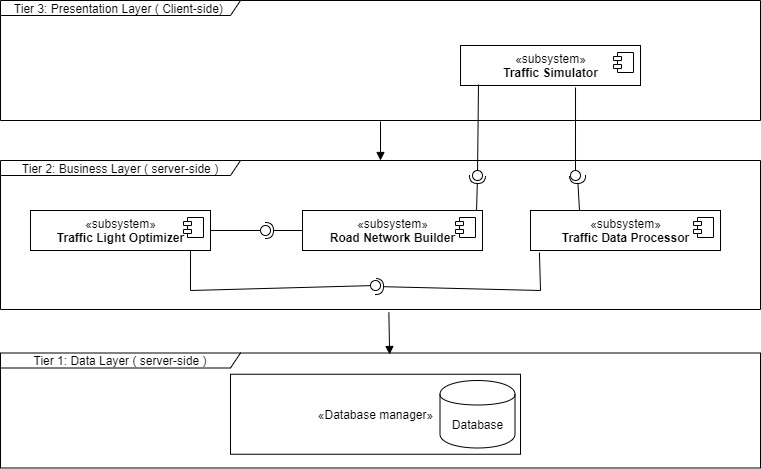 Tier 3: Presentation Layer ( Client-side)
«subsystem»
Traffic Simulator
Tier 2: Business Layer ( server-side )
«subsystem»
Traffic Light Optimizer
«subsystem»
Road Network Builder
«subsystem»
Traffic Data Processor
Tier 1: Data Layer ( server-side )
«Database manager»
Database